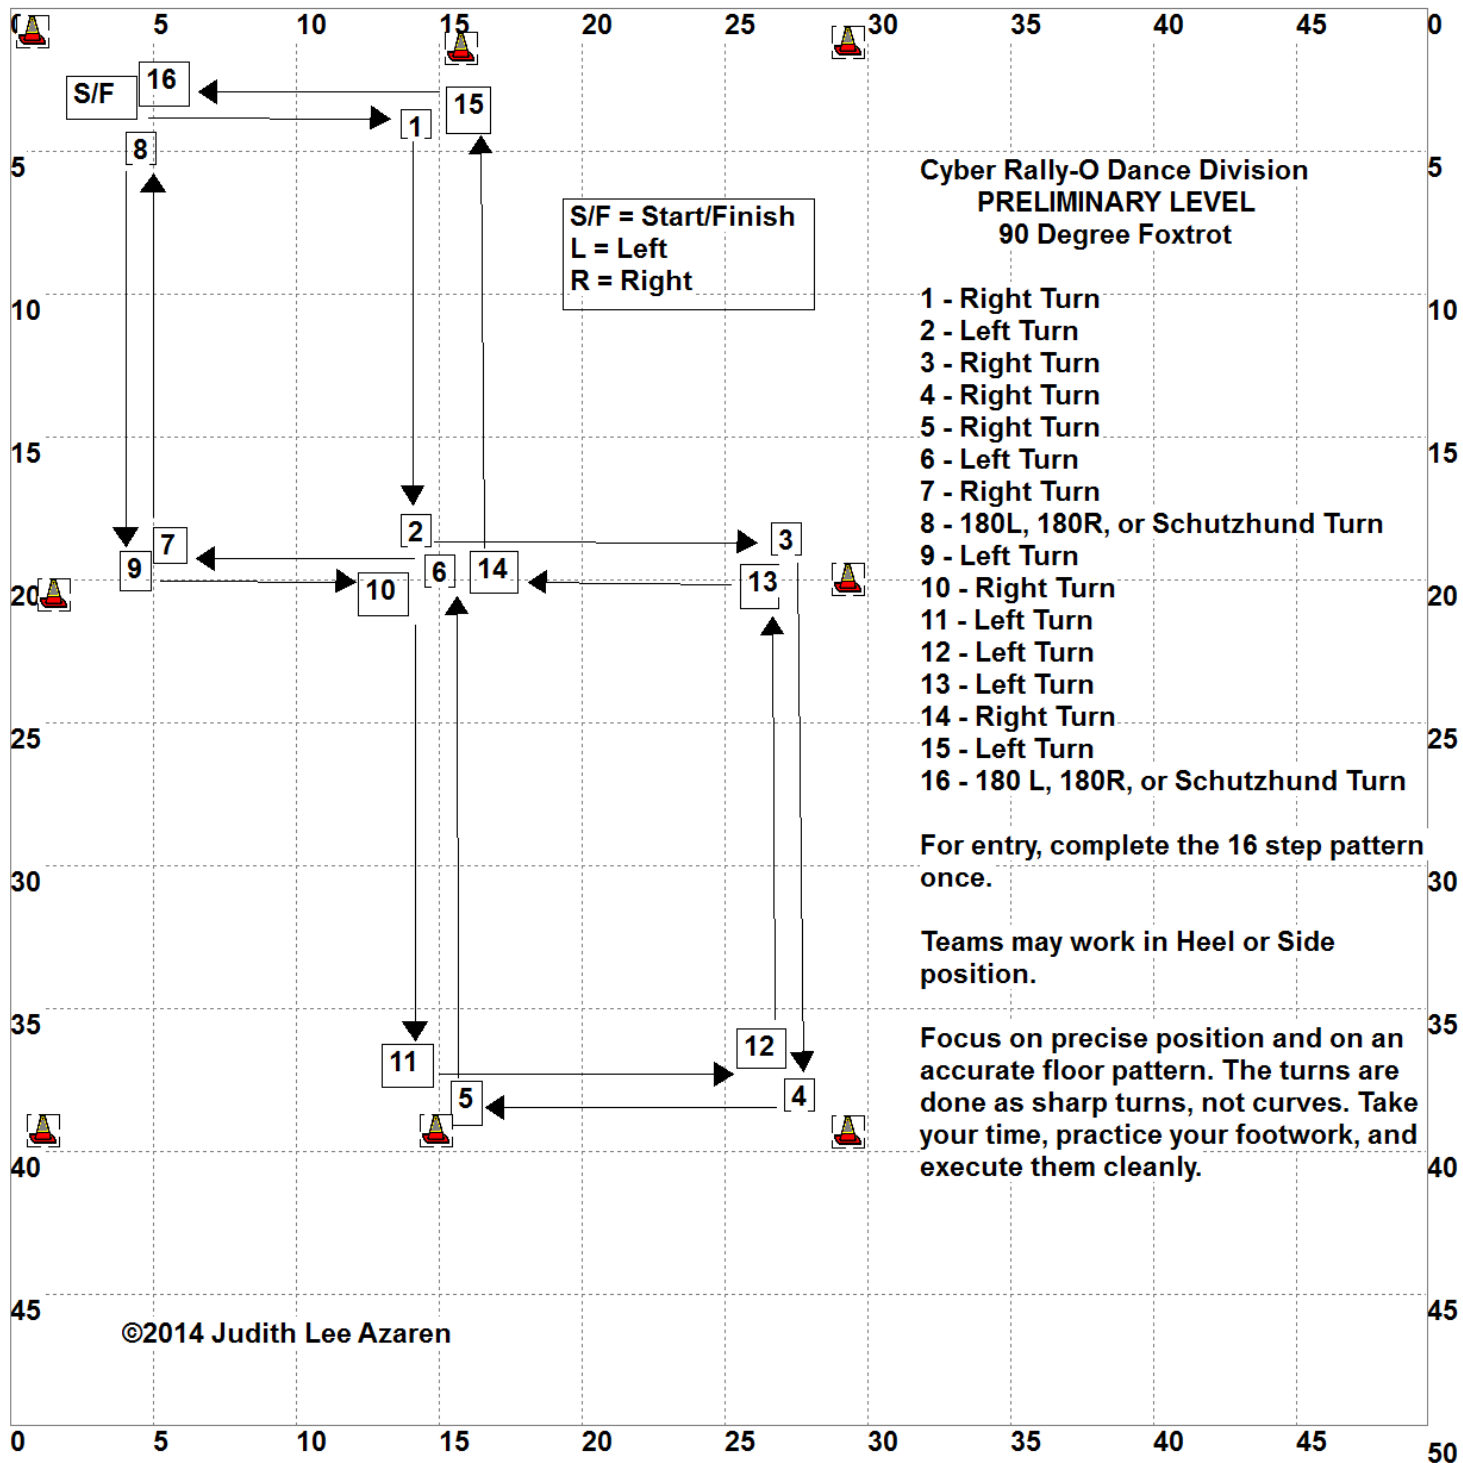 0 5 10 15 20 25 30 35 40 45 0
S/F 16
15
1
8
5 5
S/F = Start/Finish
L = Left
R = Right
Cyber Rally-O Dance Division
PRELIMINARY LEVEL
90 Degree Foxtrot
1 - Right Turn
2 - Left Turn
3 - Right Turn
4 - Right Turn
5 - Right Turn
6 - Left Turn
7 - Right Turn
8 - 180L, 180R, or Schutzhund Turn
9 - Left Turn
10 - Right Turn
11 - Left Turn
12 - Left Turn
13 - Left Turn
14 - Right Turn
15 - Left Turn
16 - 180 L, 180R, or Schutzhund Turn
For entry, complete the 16 step pattern
once.
Teams may work in Heel or Side
position.
Focus on precise position and on an
accurate floor pattern. The turns are
done as sharp turns, not curves. Take
your time, practice your footwork, and
execute them cleanly.
10 10
15 15
2 3
7
9 6 14 13
10
20 20
25 25
30 30
35 35
12
11
5 4
40 40
45 45
©2014 Judith Lee Azaren
0 5 10 15 20 25 30 35 40 45 50